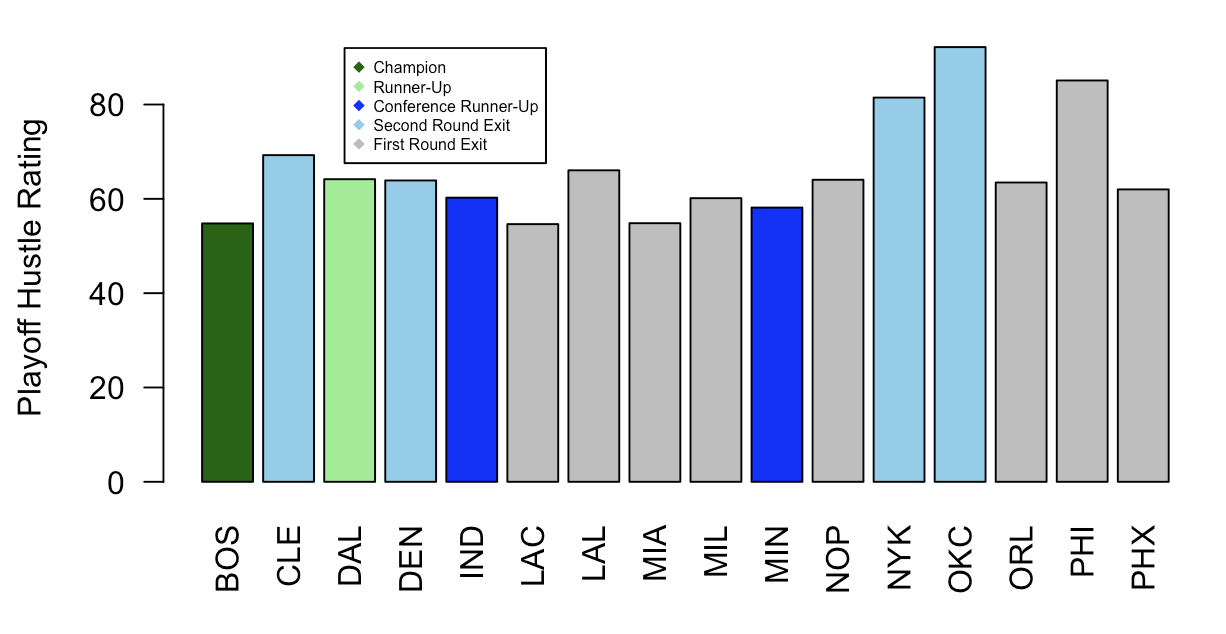 Champion
Runner-Up
Conference Runner-Up
Second Round Exit
First Round Exit
Playoff Hustle Rating
80
60
40
20
0
BOS
CLE
DAL
DEN
IND
LAC
LAL
MIA
MIL
MIN
NOP
NYK
OKC
ORL
PHI
PHX